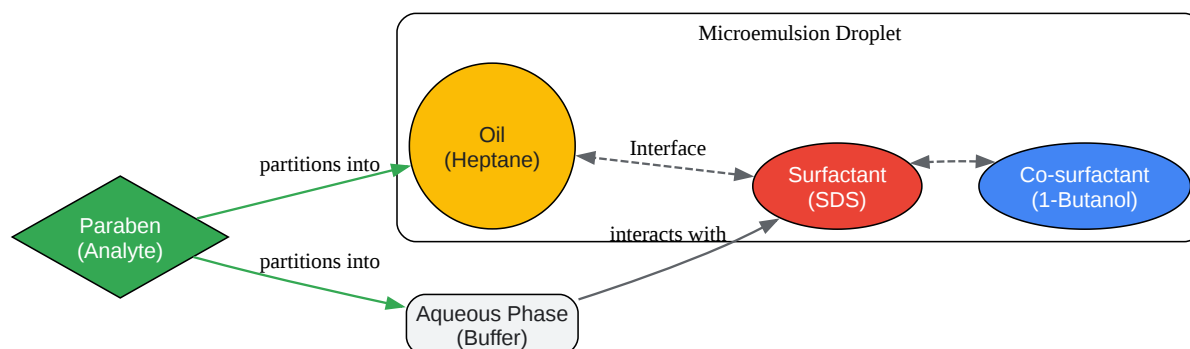 Microemulsion Droplet
Oil
(Heptane)
Interface
Surfactant
(SDS)
Co-surfactant
(1-Butanol)
partitions into
Paraben
(Analyte)
interacts with
partitions into
Aqueous Phase
(Buffer)